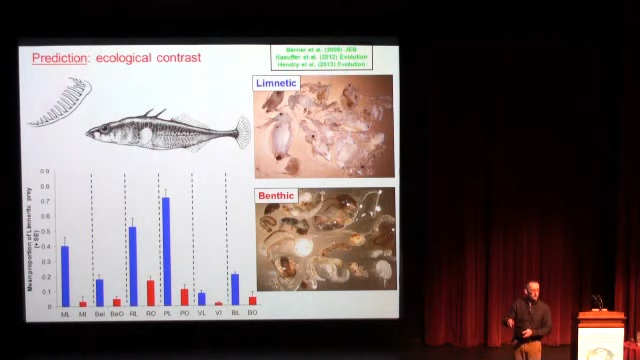 Prediction: ecological contrast
Berner et al. (2008) JEB
Kaeuffer et al. (2012) Evolution
Hendry et al. (2013) Evolution
Limnetic
Benthic
Mean proportion of Limnetic prey
(+ SE)
0.9
0.8
0.7
0.6
0.5
0.4
0.3
0.2
0.1
0
ML MI BeI BeO RL RO PL PO VL VI BL BO